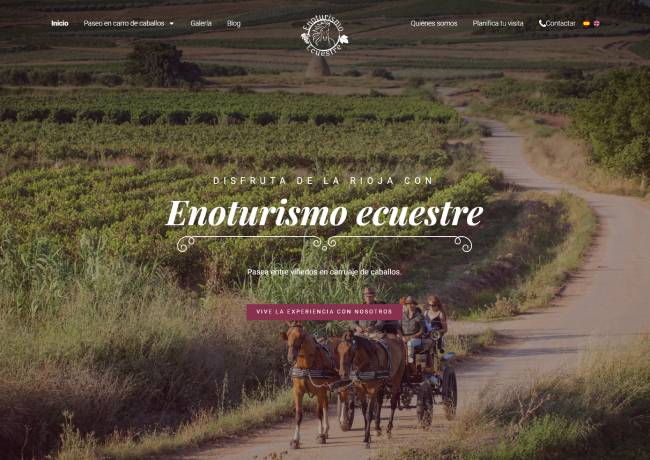 Inicio
Paseo en carro de caballos
Galería
Blog
Enoturismo
Ecuestre
Quiénes somos
Planifica tu visita
Contactar
DISFRUTA DE LA RIOJA CON
Enoturismo ecuestre
Paseo entre viñedos en carruaje de caballos.
VIVE LA EXPERIENCIA CON NOSOTROS